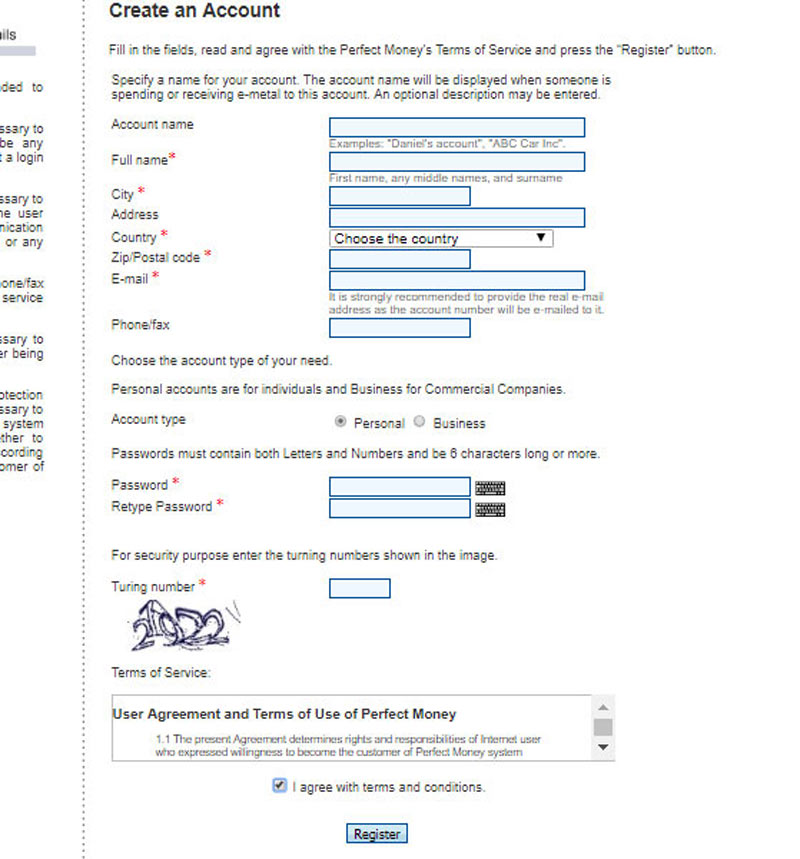 ils
ded to
ssary to
be any
t a login
ssary to
ne user
nication
or any
one/fax
service
ssary to
er being
otection
ssary to
system
ther to
cording
omer of
Create an Account
Fill in the fields, read and agree with the Perfect Money's Terms of Service and press the "Register" button.
Specify a name for your account. The account name will be displayed when someone is
spending or receiving e-metal to this account. An optional description may be entered.
Account name
Examples: "Daniel's account", "ABC Car Inc".
Full name*
First name, any middle names, and surname
City *
Address
Country * Choose the country
Zip/Postal code *
E-mail *
It is strongly recommended to provide the real e-mail
address as the account number will be e-mailed to it.
Phone/fax
Choose the account type of your need.
Personal accounts are for individuals and Business for Commercial Companies.
Account type Personal Business
Passwords must contain both Letters and Numbers and be 6 characters long or more.
Password *
Retype Password *
For security purpose enter the turning numbers shown in the image.
Turing number *
Terms of Service:
User Agreement and Terms of Use of Perfect Money
1.1 The present Agreement determines rights and responsibilities of Internet user
who expressed willingness to become the customer of Perfect Money system
I agree with terms and conditions.
Register